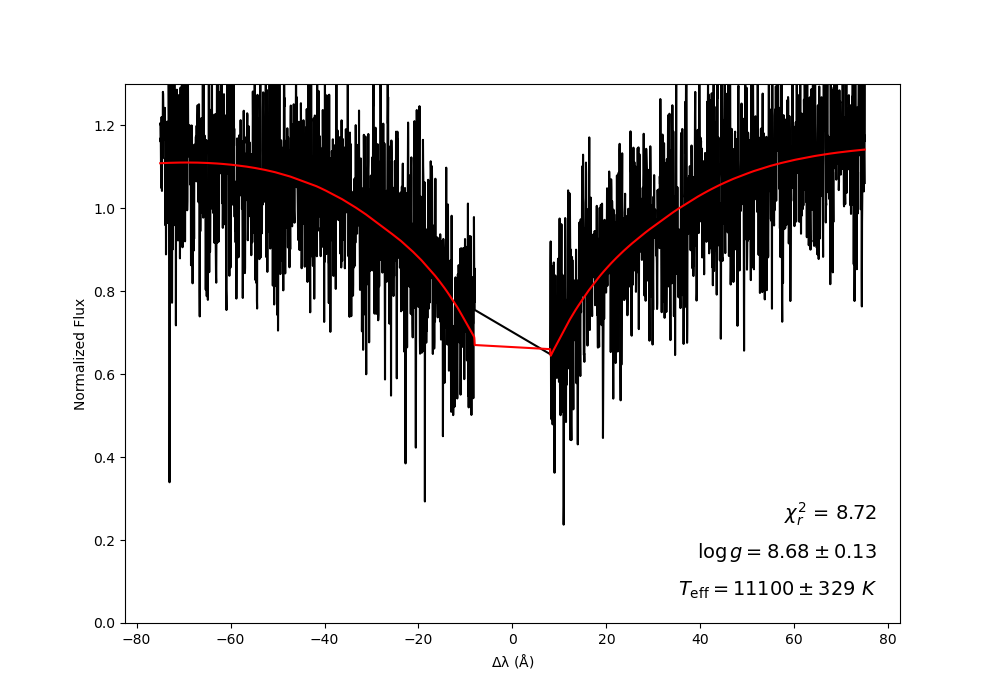 1.2
1.0
0.8
0.6
0.4
0.2
0.0
Normalized Flux
χ²ᵣ = 8.72
log g = 8.68 ± 0.13
T_eff = 11100 ± 329 K
−80 −60 −40 −20 0 20 40 60 80
Δλ (Å)